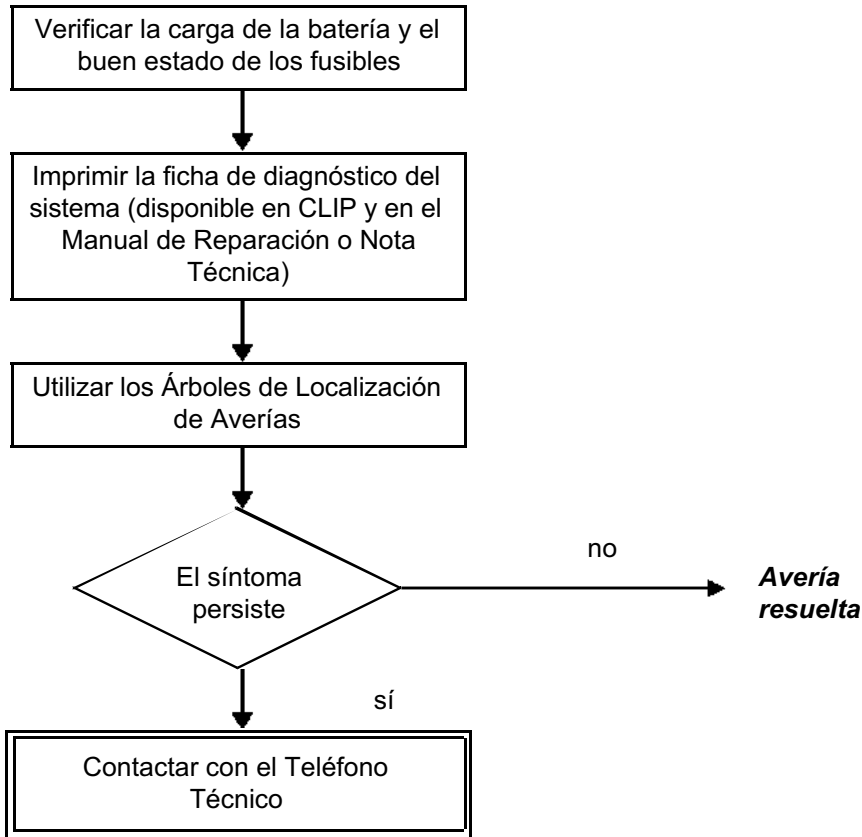 Verificar la carga de la batería y el
buen estado de los fusibles
Imprimir la ficha de diagnóstico del
sistema (disponible en CLIP y en el
Manual de Reparación o Nota
Técnica)
Utilizar los Árboles de Localización
de Averías
El síntoma
persiste
no
Avería
resuelta
sí
Contactar con el Teléfono
Técnico